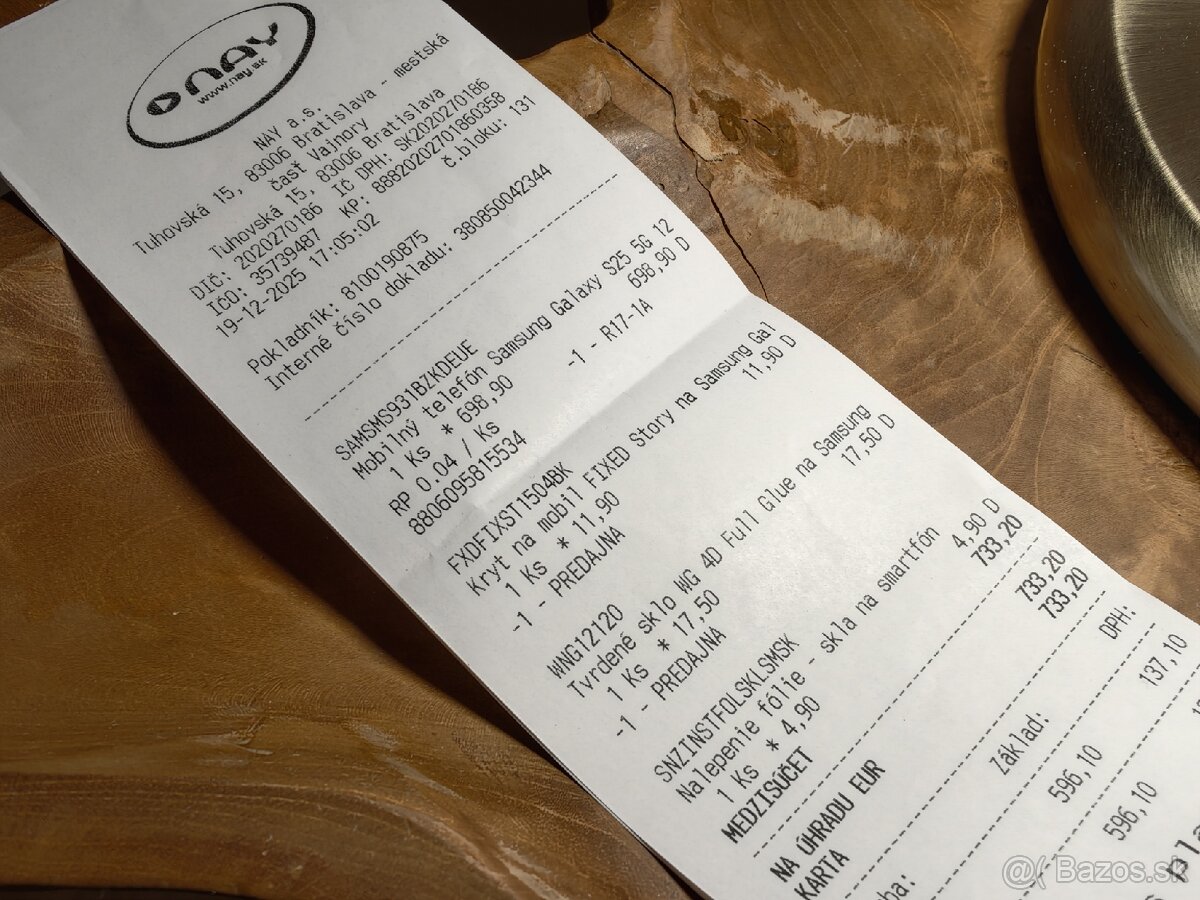 NAY
www.nay.sk
NAY a.s.
Tuhovská 15, 83006 Bratislava - mestská
časť Vajnory
Tuhovská 15, 83006 Bratislava
DIČ: 2020270186 IČ DPH: SK2020270186
IČO: 35739487 KP: 88820202701860358
19-12-2025 17:05:02 č.bloku: 131
Pokladník: 8100190875
Interné číslo dokladu: 380850042344
SAMSMS931BZKDEUE
Mobilný telefón Samsung Galaxy S25 5G 12
1 Ks * 698,90 698,90 D
RP 0.04 / Ks -1 - R17-1A
8806095815534
FXDFIXST1504BK
Kryt na mobil FIXED Story na Samsung Gal
1 Ks * 11,90 11,90 D
-1 - PREDAJNA
WNG12120
Tvrdené sklo WG 4D Full Glue na Samsung
1 Ks * 17,50 17,50 D
-1 - PREDAJNA
SNZINSTFOLSKLSMSK
Nalepenie fólie - skla na smartfón
1 Ks * 4,90 4,90 D
MEDZISÚČET 733,20
NA ÚHRADU EUR 733,20
KARTA 733,20
Základ: DPH:
596,10 137,10
596,10
@( Bazos.sk